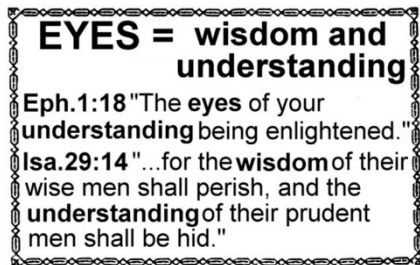 EYES = wisdom and
understanding
Eph.1:18 "The eyes of your
understanding being enlightened."
Isa.29:14 "...for the wisdom of their
wise men shall perish, and the
understanding of their prudent
men shall be hid."